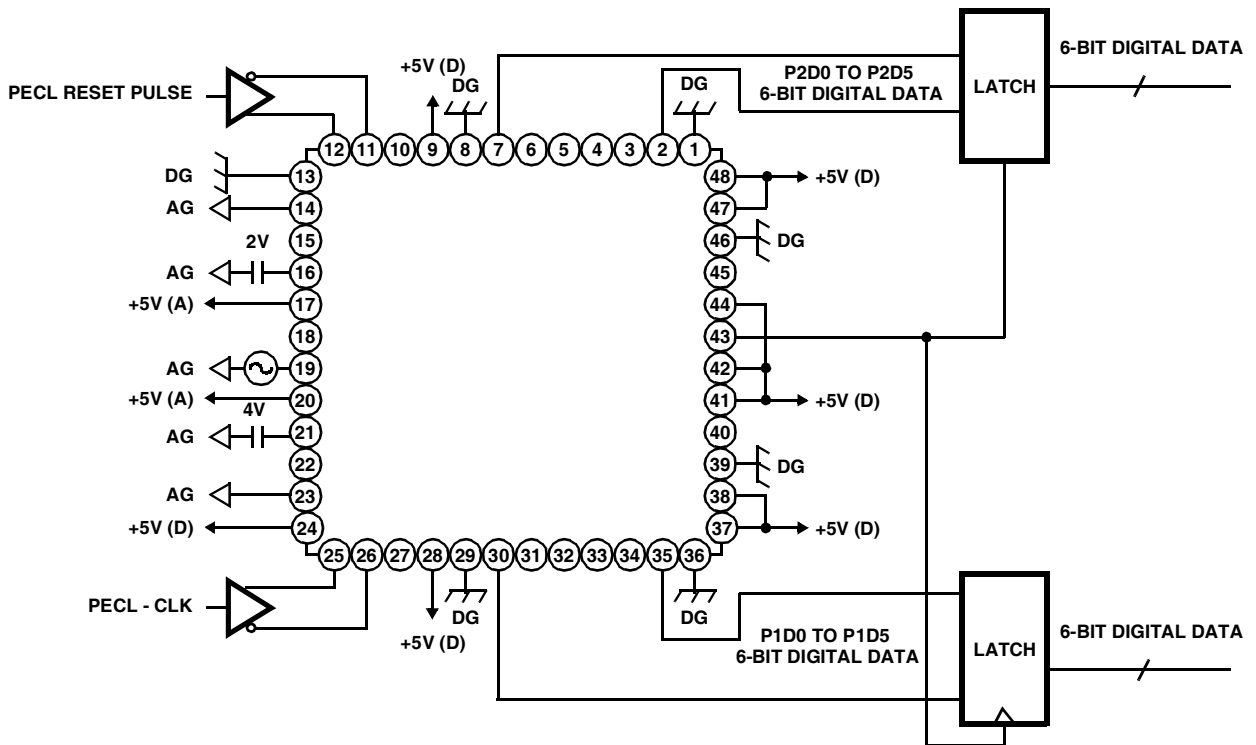 PECL RESET PULSE
+5V (D)
DG
P2D0 TO P2D5
6-BIT DIGITAL DATA
DG
LATCH
6-BIT DIGITAL DATA
12 11 10 9 8 7 6 5 4 3 2 1
DG 13
AG 14
15
2V
AG 16
+5V (A) 17
18
AG 19
+5V (A) 20
4V
AG 21
22
AG 23
+5V (D) 24
48 +5V (D)
47
46 DG
45
44
43
42
41 +5V (D)
40
39 DG
38
37 +5V (D)
25 26 27 28 29 30 31 32 33 34 35 36
PECL - CLK
+5V (D)
DG
DG
P1D0 TO P1D5
6-BIT DIGITAL DATA
LATCH
6-BIT DIGITAL DATA